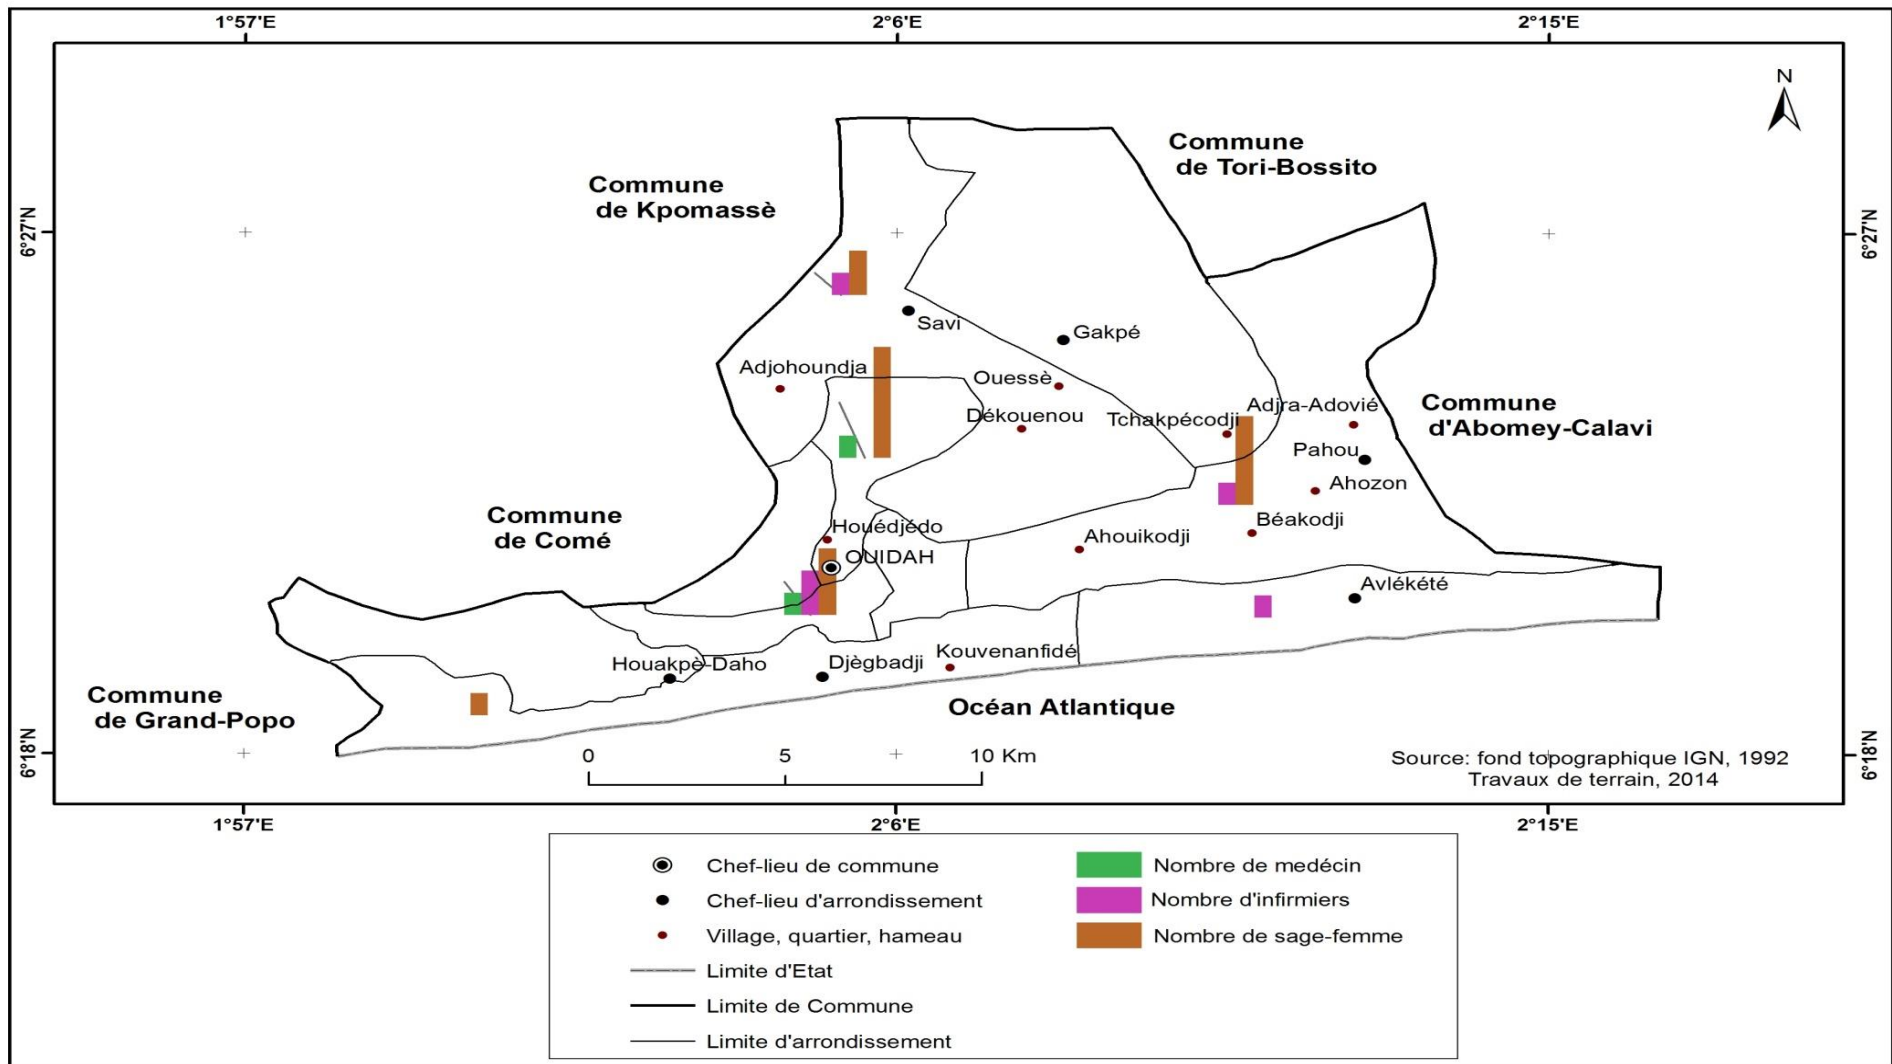 1°57'E
2°6'E
2°15'E
N
Commune
de Tori-Bossito
Commune
de Kpomassè
6°27'N
6°27'N
Savi
Gakpé
Adjohoundja
Ouessè
Dékouenou
Tchakpécodji
Adjra-Adovié
Commune
d'Abomey-Calavi
Pahou
Ahozon
Commune
de Comé
Houédjédo
Béakodji
OUIDAH
Ahouikodji
Avlékété
Houakpè-Daho
Djègbadji
Kouvenanfidé
Commune
de Grand-Popo
Océan Atlantique
6°18'N
6°18'N
0 5 10 Km
Source: fond topographique IGN, 1992
Travaux de terrain, 2014
1°57'E
2°6'E
2°15'E
Chef-lieu de commune
Chef-lieu d'arrondissement
Village, quartier, hameau
Limite d'Etat
Limite de Commune
Limite d'arrondissement
Nombre de medécin
Nombre d'infirmiers
Nombre de sage-femme